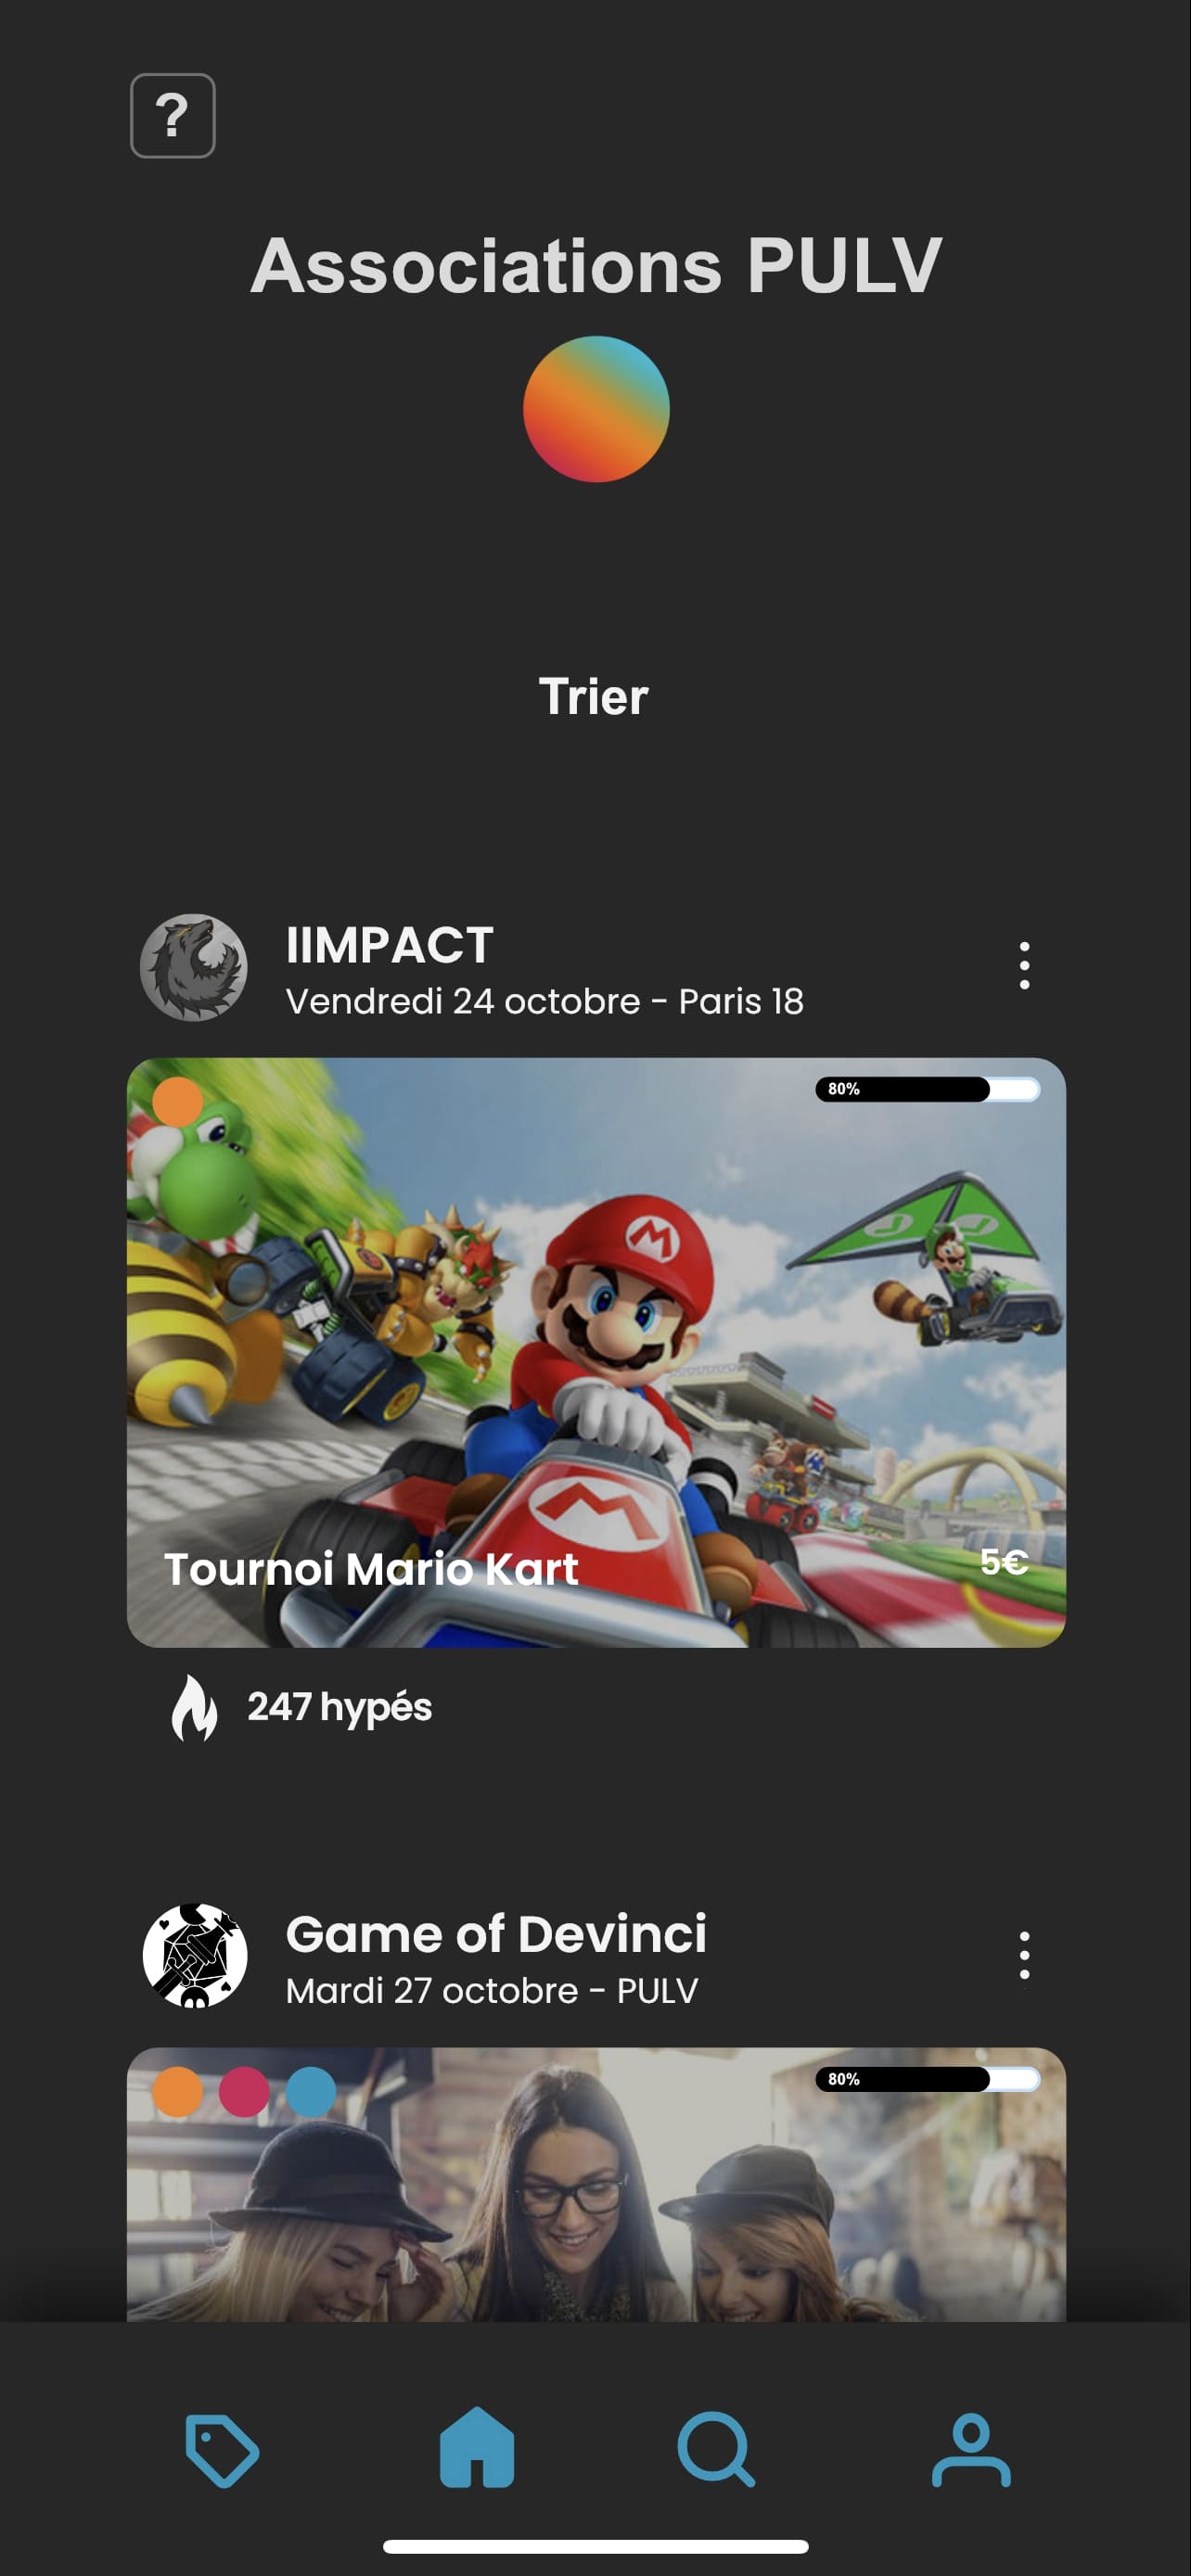 ?
Associations PULV
Trier
IIMPACT
Vendredi 24 octobre - Paris 18
80%
M
M
Tournoi Mario Kart
5€
247 hypés
Game of Devinci
Mardi 27 octobre - PULV
80%